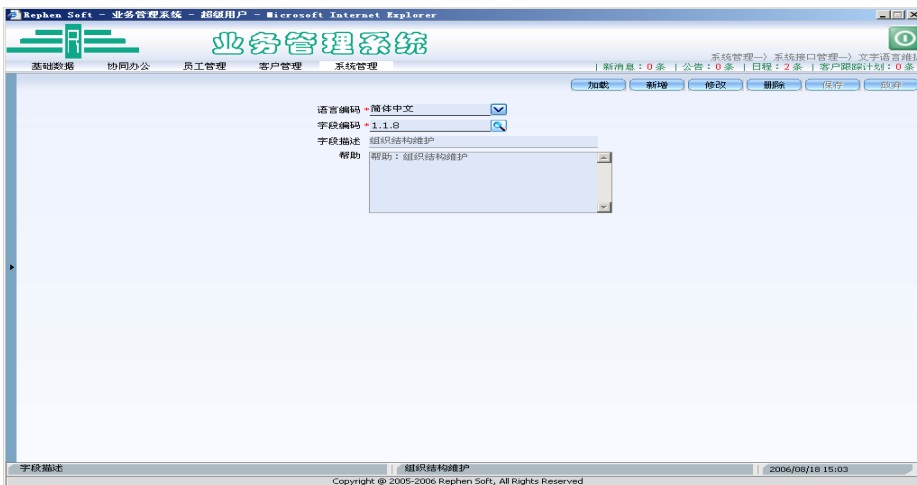 Rephen Soft - 业务管理系统 - 超级用户 - Microsoft Internet Explorer
业务管理系统
系统管理—〉系统接口管理—〉文字语言维护
基础数据 协同办公 员工管理 客户管理 系统管理
| 新消息：0 条 | 公告：0 条 | 日程：2 条 | 客户跟踪计划：0 条
加载 新增 修改 删除 保存 放弃
语言编码 *简体中文
字段编码 *1.1.8
字段描述 组织结构维护
帮助 帮助：组织结构维护
字段描述 组织结构维护 2006/08/18 15:03
Copyright @ 2005-2006 Rephen Soft, All Rights Reserved